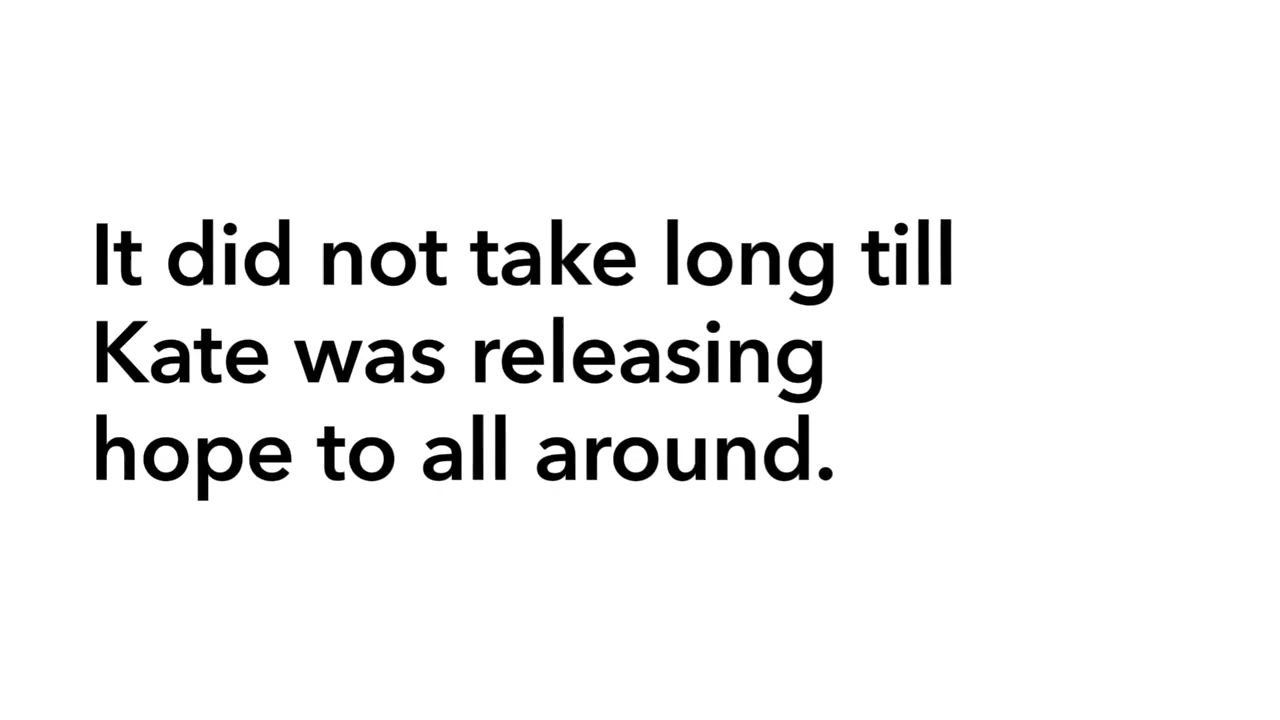 It did not take long till
Kate was releasing
hope to all around.